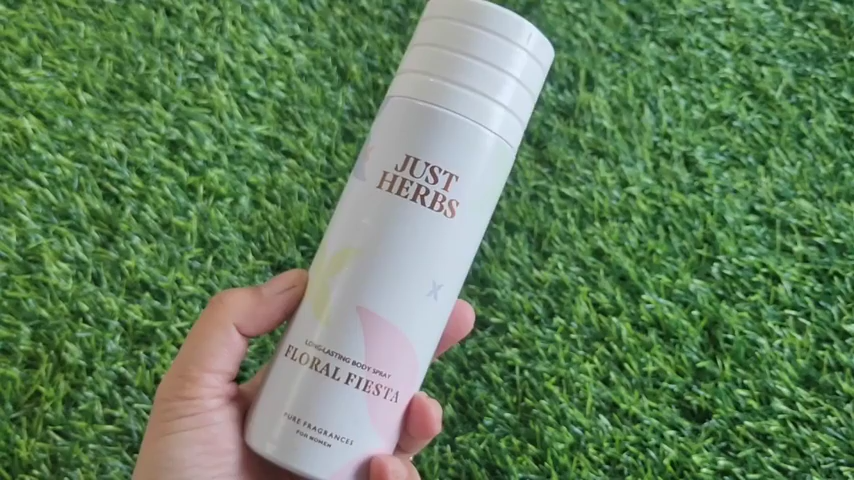 JUST
HERBS
LONG-LASTING BODY SPRAY
FLORAL FIESTA
PURE FRAGRANCES
FOR WOMEN